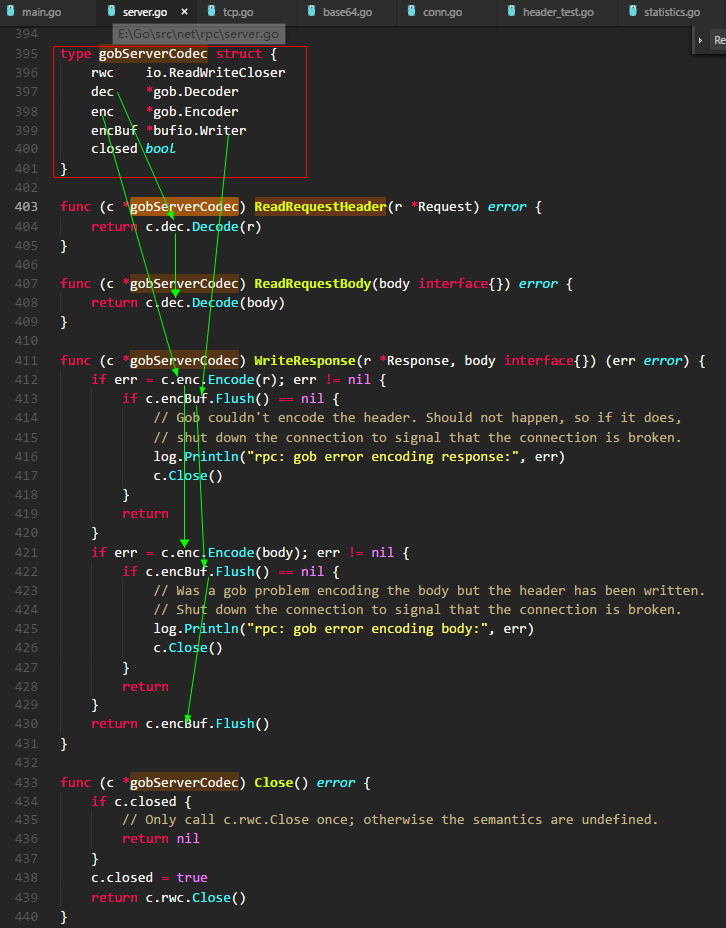 main.go server.go × tcp.go base64.go conn.go header_test.go statistics.go
E:\Go\src\net\rpc\server.go
Re
394
395 type gobServerCodec struct {
396     rwc    io.ReadWriteCloser
397     dec    *gob.Decoder
398     enc    *gob.Encoder
399     encBuf *bufio.Writer
400     closed bool
401 }
402
403 func (c *gobServerCodec) ReadRequestHeader(r *Request) error {
404     return c.dec.Decode(r)
405 }
406
407 func (c *gobServerCodec) ReadRequestBody(body interface{}) error {
408     return c.dec.Decode(body)
409 }
410
411 func (c *gobServerCodec) WriteResponse(r *Response, body interface{}) (err error) {
412     if err = c.enc.Encode(r); err != nil {
413         if c.encBuf.Flush() == nil {
414             // Gob couldn't encode the header. Should not happen, so if it does,
415             // shut down the connection to signal that the connection is broken.
416             log.Println("rpc: gob error encoding response:", err)
417             c.Close()
418         }
419         return
420     }
421     if err = c.enc.Encode(body); err != nil {
422         if c.encBuf.Flush() == nil {
423             // Was a gob problem encoding the body but the header has been written.
424             // Shut down the connection to signal that the connection is broken.
425             log.Println("rpc: gob error encoding body:", err)
426             c.Close()
427         }
428         return
429     }
430     return c.encBuf.Flush()
431 }
432
433 func (c *gobServerCodec) Close() error {
434     if c.closed {
435         // Only call c.rwc.Close once; otherwise the semantics are undefined.
436         return nil
437     }
438     c.closed = true
439     return c.rwc.Close()
440 }